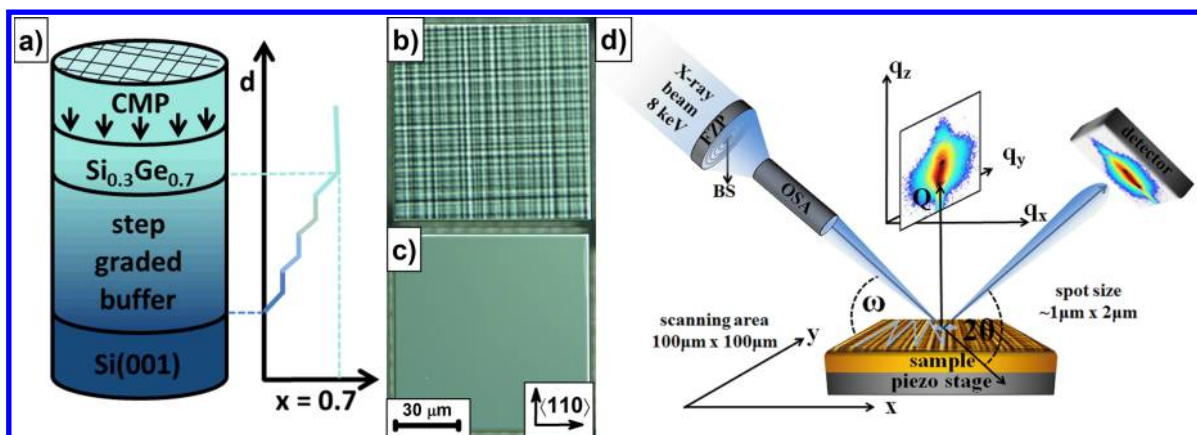 a)
CMP
Si0.3Ge0.7
step
graded
buffer
Si(001)
d
x = 0.7
b)
c)
30 μm
⟨110⟩
d)
X-ray
beam
8 keV
FZP
BS
OSA
qz
qy
Q
qx
detector
ω
2θ
spot size
~1μm x 2μm
scanning area
100μm x 100μm
y
sample
piezo stage
x